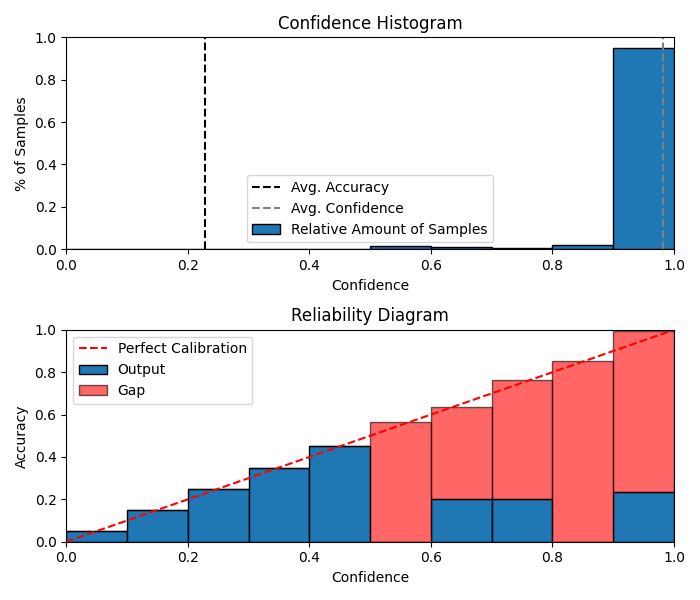 Confidence Histogram
% of Samples
1.0
0.8
0.6
0.4
0.2
0.0
Avg. Accuracy
Avg. Confidence
Relative Amount of Samples
0.0 0.2 0.4 0.6 0.8 1.0
Confidence
Reliability Diagram
Accuracy
1.0
0.8
0.6
0.4
0.2
0.0
Perfect Calibration
Output
Gap
0.0 0.2 0.4 0.6 0.8 1.0
Confidence